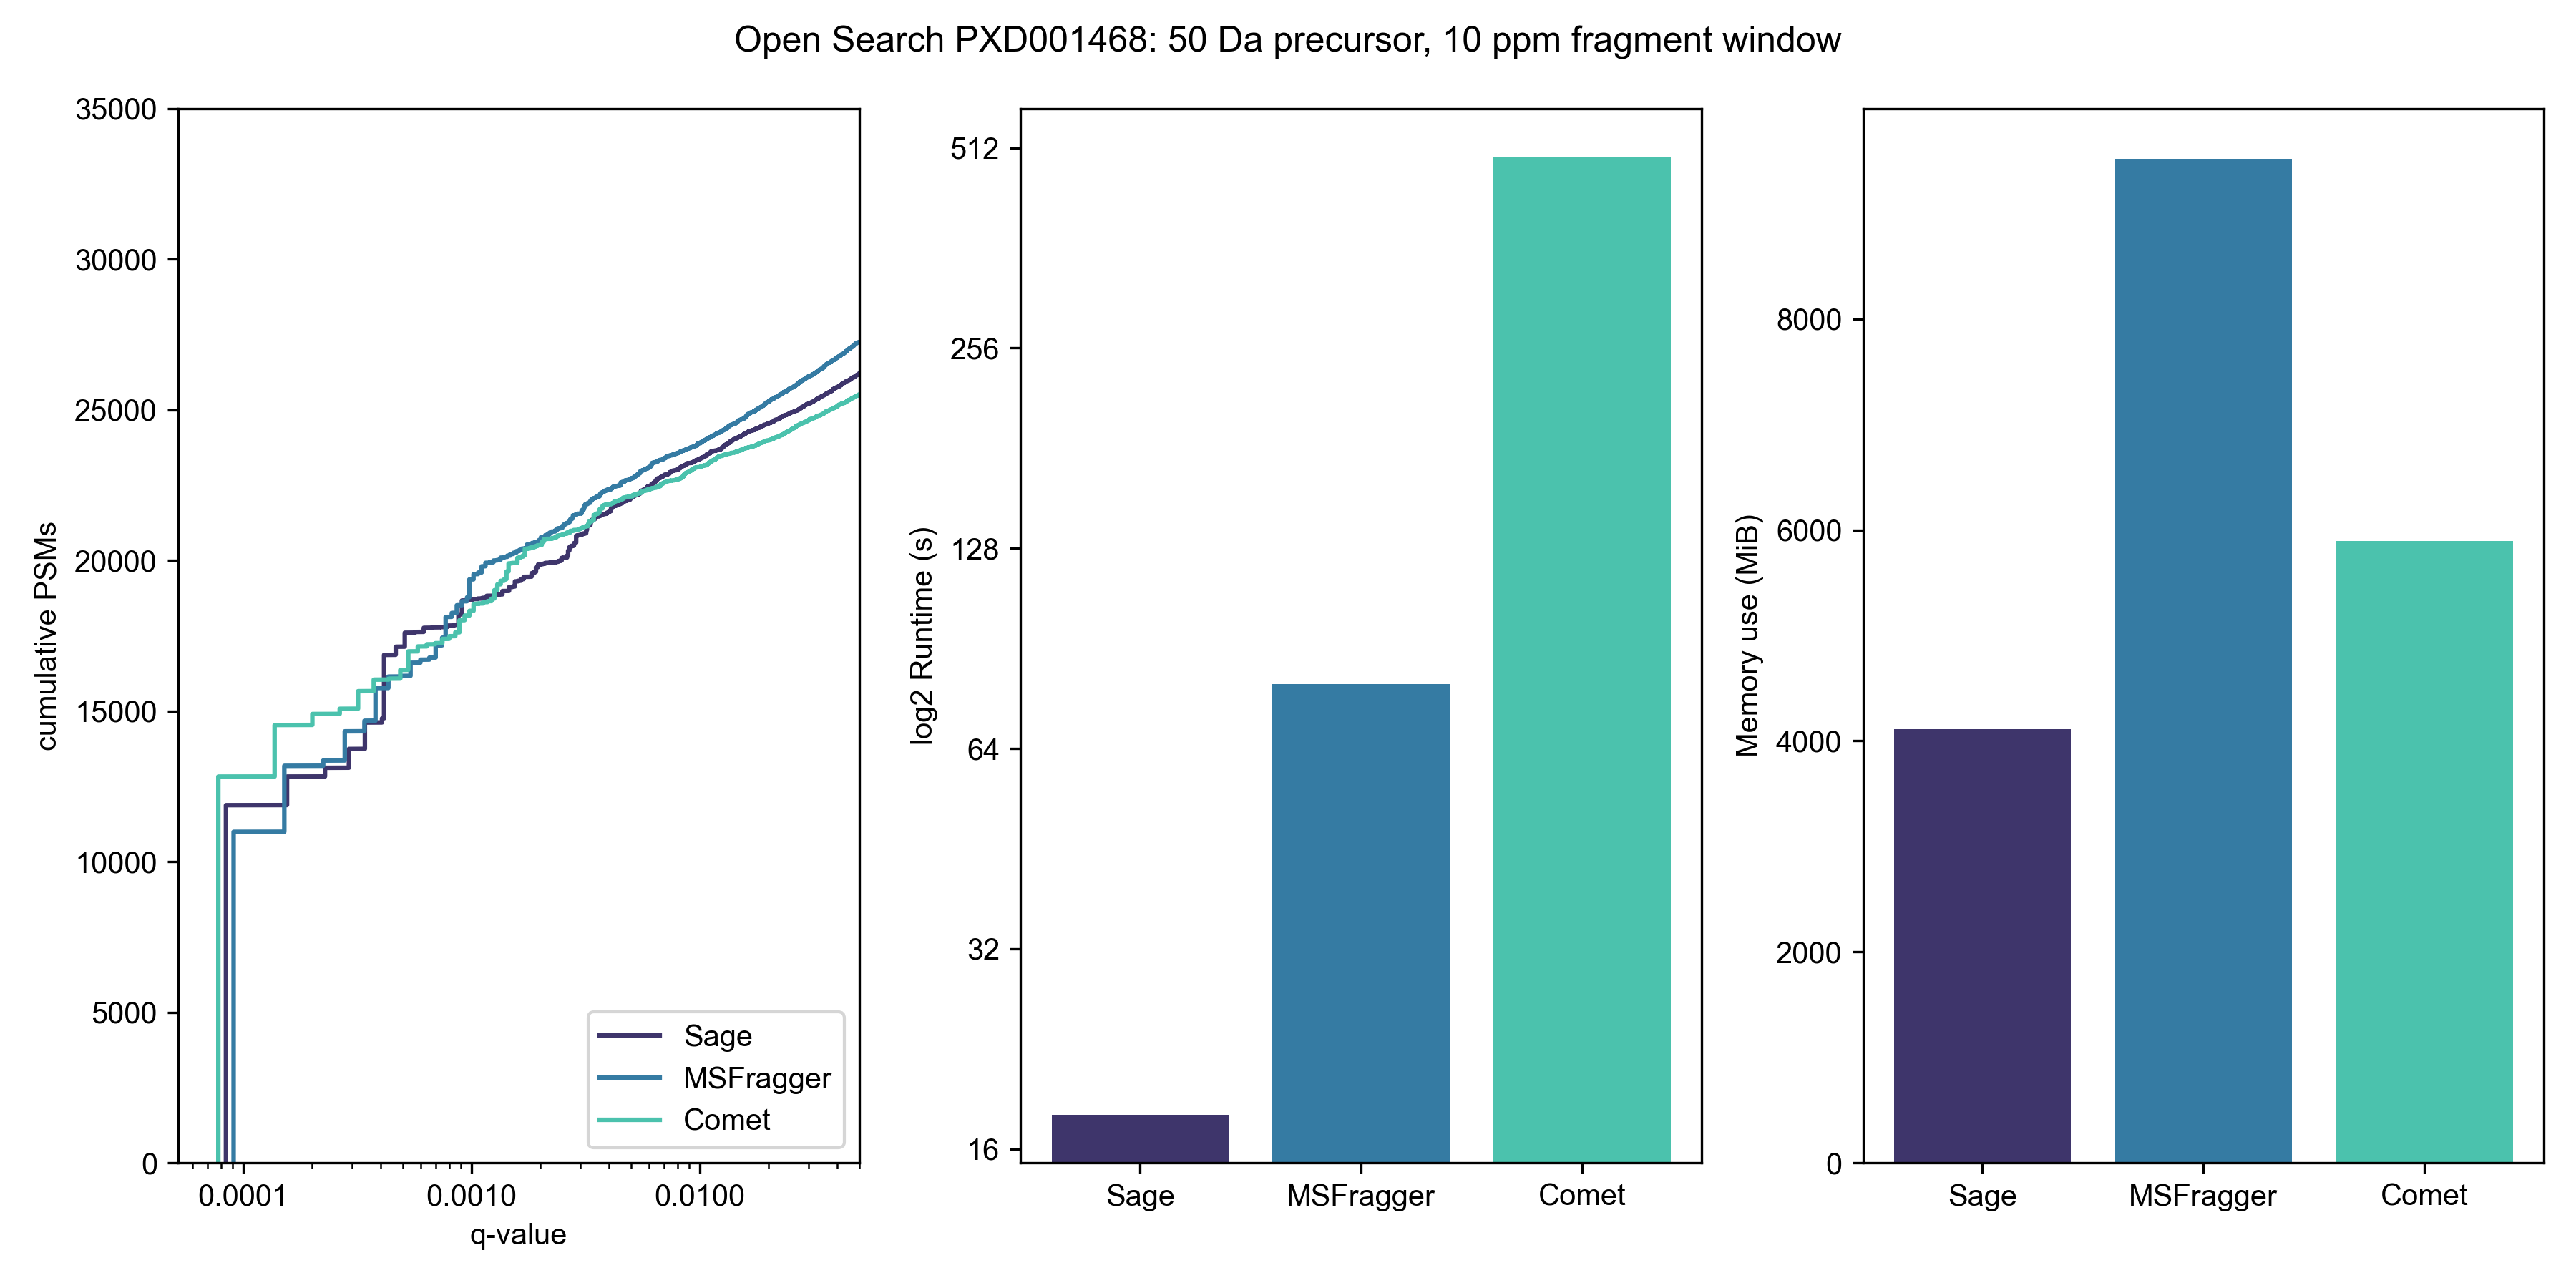 Open Search PXD001468: 50 Da precursor, 10 ppm fragment window
cumulative PSMs
35000
30000
25000
20000
15000
10000
5000
0
0.0001 0.0010 0.0100
q-value
Sage
MSFragger
Comet
log2 Runtime (s)
512
256
128
64
32
16
Sage MSFragger Comet
Memory use (MiB)
8000
6000
4000
2000
0
Sage MSFragger Comet